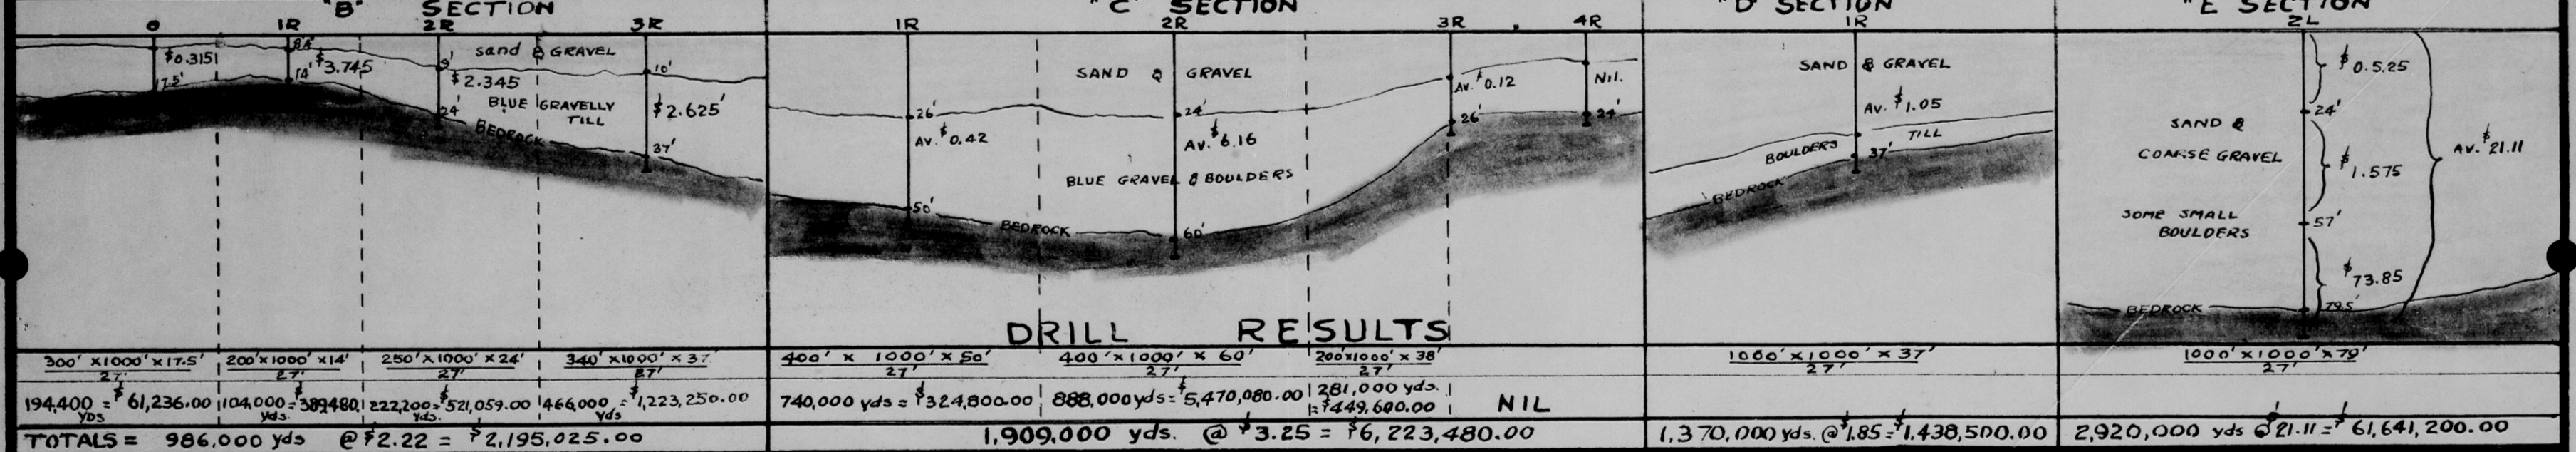 "B" SECTION
0 1R 2R 3R
$0.315
17.5'
8'
14'
$3.745
Sand & GRAVEL
9'
$2.345
24'
BLUE GRAVELLY
TILL
BEDROCK
10'
$2.625'
37'
"C" SECTION
1R 2R 3R 4R
SAND & GRAVEL
26'
Av. $0.42
50'
24'
Av. $6.16
BLUE GRAVEL & BOULDERS
60'
BEDROCK
Av. $0.12
26'
NIL.
24'
"D" SECTION
1R
SAND & GRAVEL
Av. $1.05
TILL
BOULDERS
37'
BEDROCK
"E" SECTION
2L
$0.5.25
24'
SAND &
COARSE GRAVEL
$1.575
Av. $21.11
SOME SMALL
BOULDERS
57'
$73.85
79.5'
BEDROCK
DRILL RESULTS
300' x1000' x17.5' 200' x1000' x14' 250' x1000' x 24' 340' x1000' x 37' 400' x 1000' x 50' 400' x 1000' x 60' 200'x1000' x 38' 1000' x 1000' x 37' 1000' x 1000' x 79'
27' 27' 27' 27' 27' 27' 27' 27' 27'
194,400 = $61,236.00 104,000 = 389480 222,200 = $521,059.00 466,000 = $1,223,250.00 740,000 yds = $324,800.00 888,000 yds = $5,470,080.00 281,000 yds.
yds yds. yds. yds = $449,600.00 NIL
TOTALS = 986,000 yds @ $2.22 = $2,195,025.00 1,909,000 yds. @ $3.25 = $6,223,480.00 1,370,000 yds. @ $1.85 = $1,438,500.00 2,920,000 yds @ $21.11 = $61,641,200.00